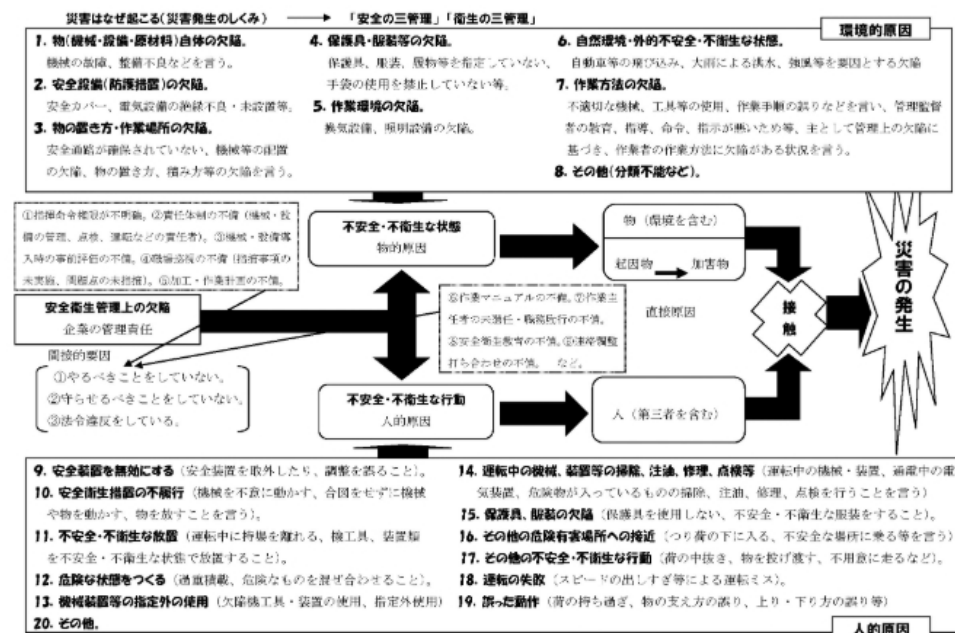 災害はなぜ起こる(災害発生のしくみ) → 「安全の三管理」「衛生の三管理」
環境的原因
1. 物(機械・設備・原材料)自体の欠陥。
機械の故障、整備不良などを言う。
2. 安全設備(防護措置)の欠陥。
安全カバー、電気設備の絶縁不良・未設置等。
3. 物の置き方・作業場所の欠陥。
安全通路が確保されていない、機械等の配置
の欠陥、物の置き方、積み方等の欠陥を言う。
4. 保護具・服装等の欠陥。
保護具、服装、履物等を指定していない、
手袋の使用を禁止していない等。
5. 作業環境の欠陥。
換気設備、照明設備の欠陥。
6. 自然環境・外的不安全・不衛生な状態。
自動車等の飛び込み、大雨による洪水、強風等を要因とする欠陥
7. 作業方法の欠陥。
不適切な機械、工具等の使用、作業手順の誤りなどを言い、管理監督
者の教育、指導、命令、指示が悪いため等、主として管理上の欠陥に
基づき、作業者の作業方法に欠陥がある状況を言う。
8. その他(分類不能など)。
①指揮命令権限が不明確。②責任体制の不備(機械・設
備の管理、点検、運転などの責任者)。③機械・設備導
入時の事前評価の不備。④職場巡視の不備(指摘事項の
未実施、問題点の未指摘)。⑤加工・作業計画の不備。
不安全・不衛生な状態
物的原因
物(環境を含む)
起因物 → 加害物
安全衛生管理上の欠陥
企業の管理責任
⑥作業マニュアルの不備。⑦作業主
任者の未選任・職務励行の不備。
⑧安全衛生教育の不備。⑨連絡調整
打ち合わせの不備。 など。
直接原因
接触
災害の発生
間接的要因
①やるべきことをしていない。
②守らせるべきことをしていない。
③法令違反をしている。
不安全・不衛生な行動
人的原因
人(第三者を含む)
9. 安全装置を無効にする(安全装置を取外したり、調整を誤ること)。
10. 安全衛生措置の不履行(機械を不意に動かす、合図をせずに機械
や物を動かす、物を放すことを言う)。
11. 不安全・不衛生な放置(運転中に持場を離れる、機工具、装置類
を不安全・不衛生な状態で放置すること)。
12. 危険な状態をつくる(過重積載、危険なものを混ぜ合わせること)。
13. 機械装置等の指定外の使用(欠陥機工具・装置の使用、指定外使用)
20. その他。
14. 運転中の機械、装置等の掃除、注油、修理、点検等(運転中の機械・装置、通電中の電
気装置、危険物が入っているものの掃除、注油、修理、点検を行うことを言う)
15. 保護具、服装の欠陥(保護具を使用しない、不安全・不衛生な服装をすること)。
16. その他の危険有害場所への接近(つり荷の下に入る、不安全な場所に乗る等を言う)
17. その他の不安全・不衛生な行動(荷の中抜き、物を投げ渡す、不用意に走るなど)。
18. 運転の失敗(スピードの出しすぎ等による運転ミス)。
19. 誤った動作(荷の持ち過ぎ、物の支え方の誤り、上り・下り方の誤り等)
人的原因